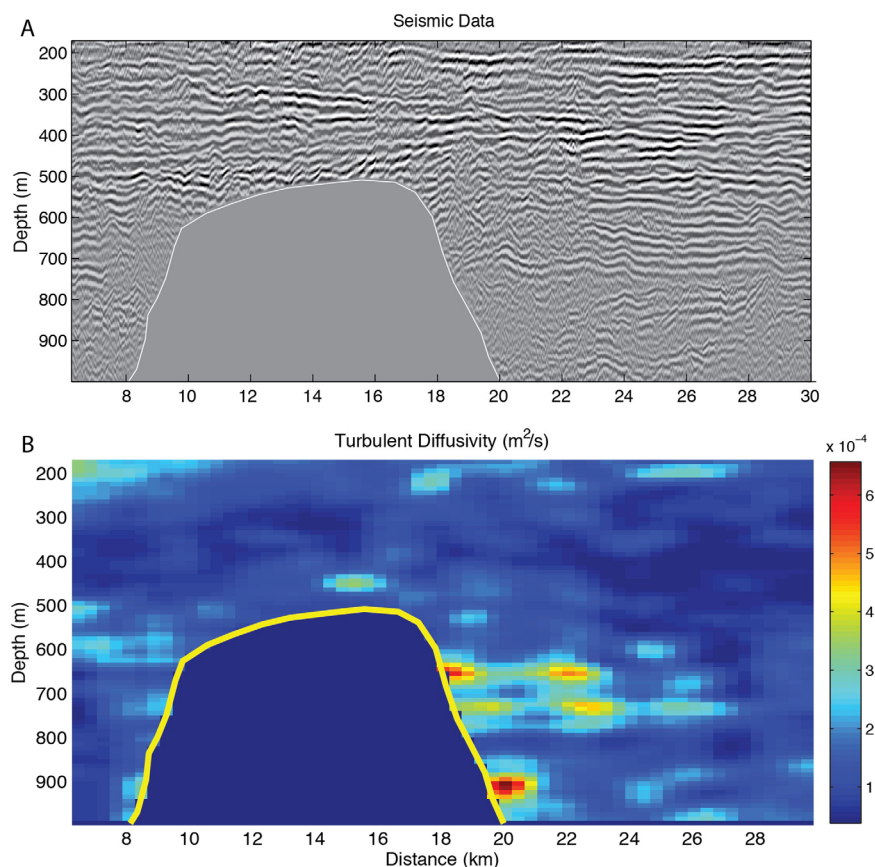 A
Seismic Data
Depth (m)
200
300
400
500
600
700
800
900
8 10 12 14 16 18 20 22 24 26 28 30
B
Turbulent Diffusivity (m²/s)
x 10⁻⁴
Depth (m)
200
300
400
500
600
700
800
900
6
5
4
3
2
1
8 10 12 14 16 18 20 22 24 26 28
Distance (km)